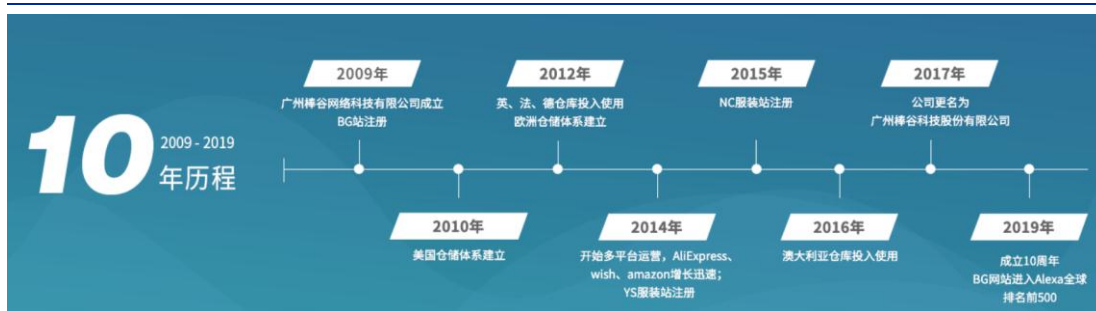 10
2009 - 2019
年历程
2009年
广州棒谷网络科技有限公司成立
BG站注册
2010年
美国仓储体系建立
2012年
英、法、德仓库投入使用
欧洲仓储体系建立
2014年
开始多平台运营，AliExpress、
wish、amazon增长迅速；
YS服装站注册
2015年
NC服装站注册
2016年
澳大利亚仓库投入使用
2017年
公司更名为
广州棒谷科技股份有限公司
2019年
成立10周年
BG网站进入Alexa全球
排名前500